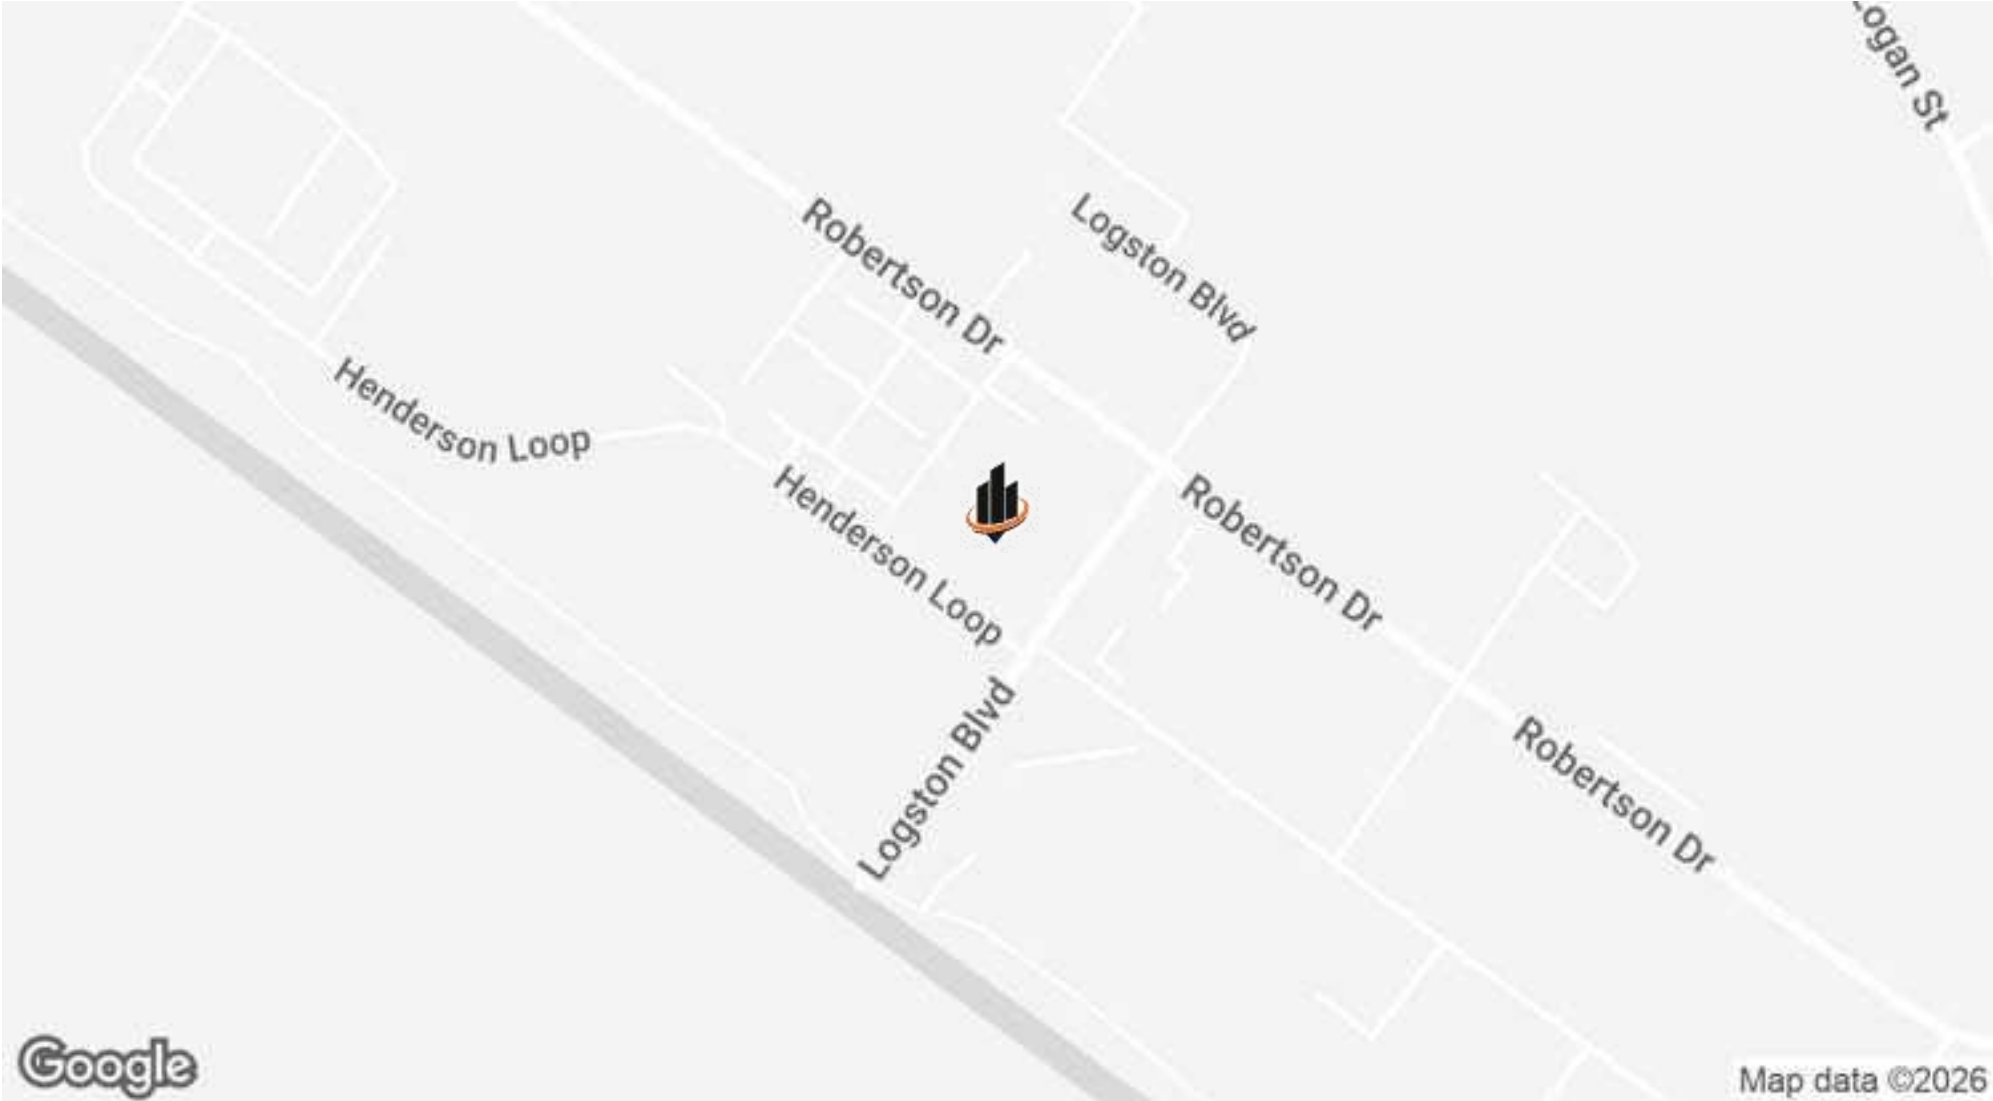 Logan St
Logston Blvd
Robertson Dr
Henderson Loop
Henderson Loop
Robertson Dr
Logston Blvd
Robertson Dr
Google
Map data ©2026